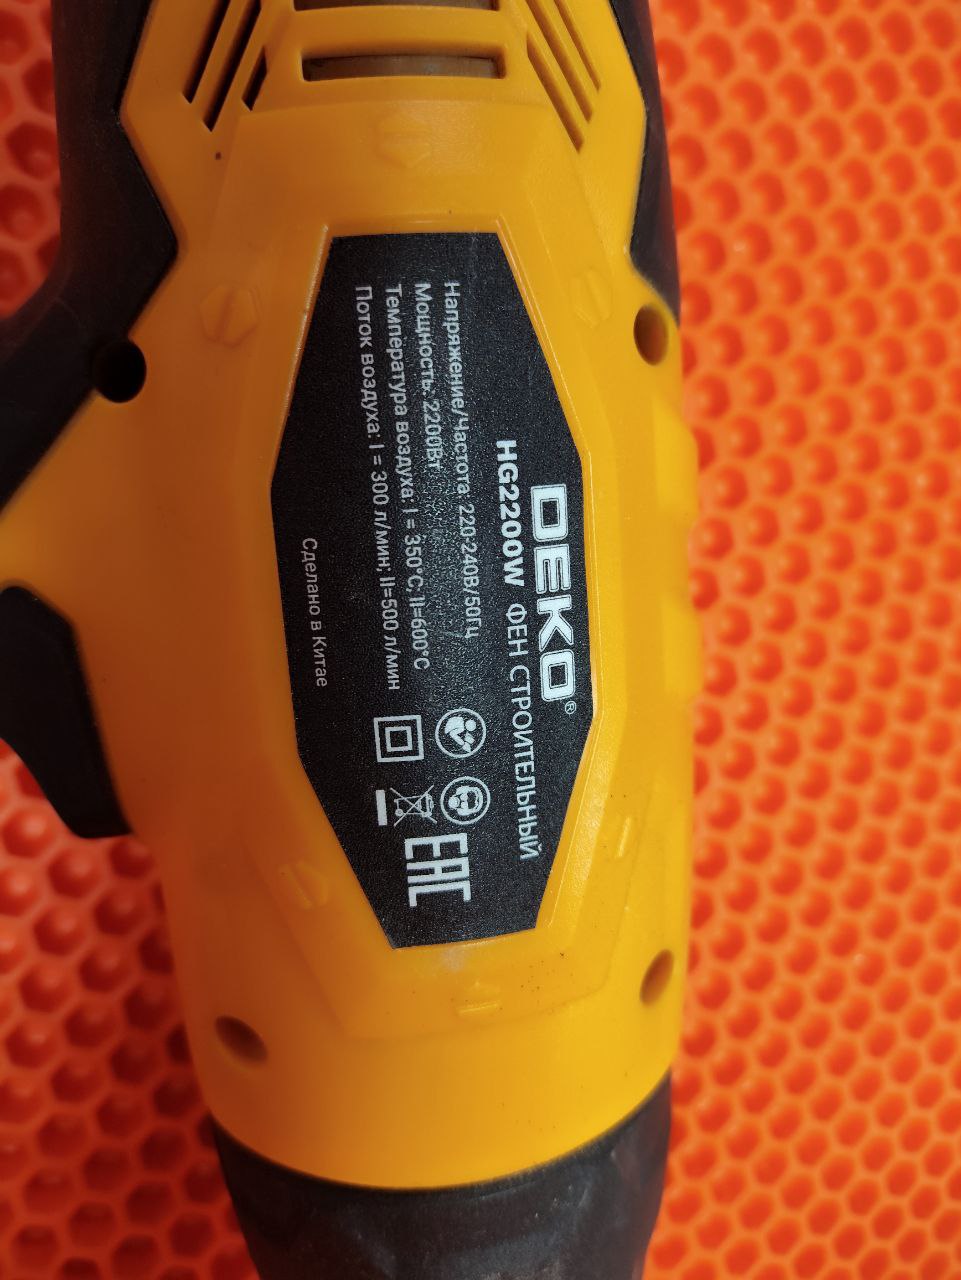 DEKO®
HG2200W ФЕН СТРОИТЕЛЬНЫЙ
Напряжение/Частота: 220-240В/50Гц
Мощность: 2200Вт
Температура воздуха: I = 350°C; II=600°C
Поток воздуха: I = 300 л/мин; II=500 л/мин
EAC
Сделано в Китае